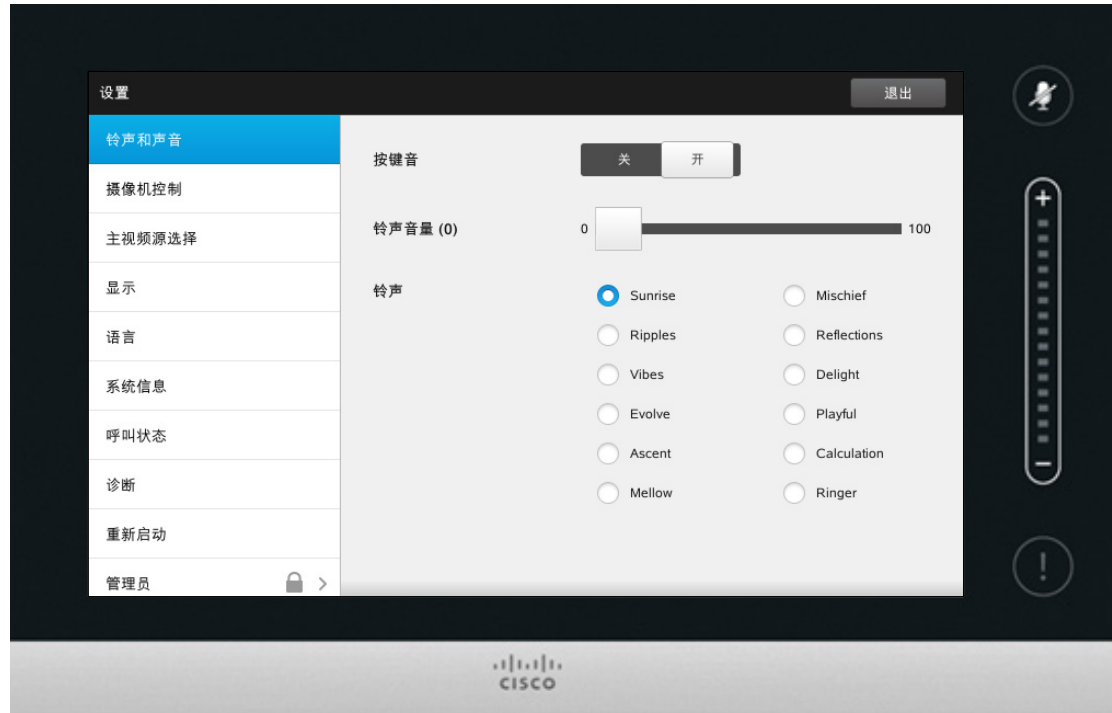 设置
退出
铃声和声音
摄像机控制
主视频源选择
显示
语言
系统信息
呼叫状态
诊断
重新启动
管理员
按键音
关 开
铃声音量 (0)
0 100
铃声
Sunrise Mischief
Ripples Reflections
Vibes Delight
Evolve Playful
Ascent Calculation
Mellow Ringer
+
−
!
CISCO